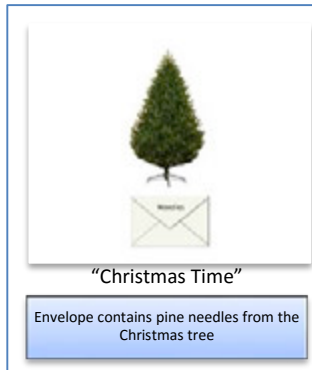 “Christmas Time”
Envelope contains pine needles from the
Christmas tree